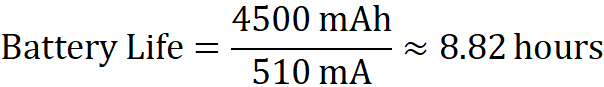 Battery Life = 4500 mAh / 510 mA ≈ 8.82 hours